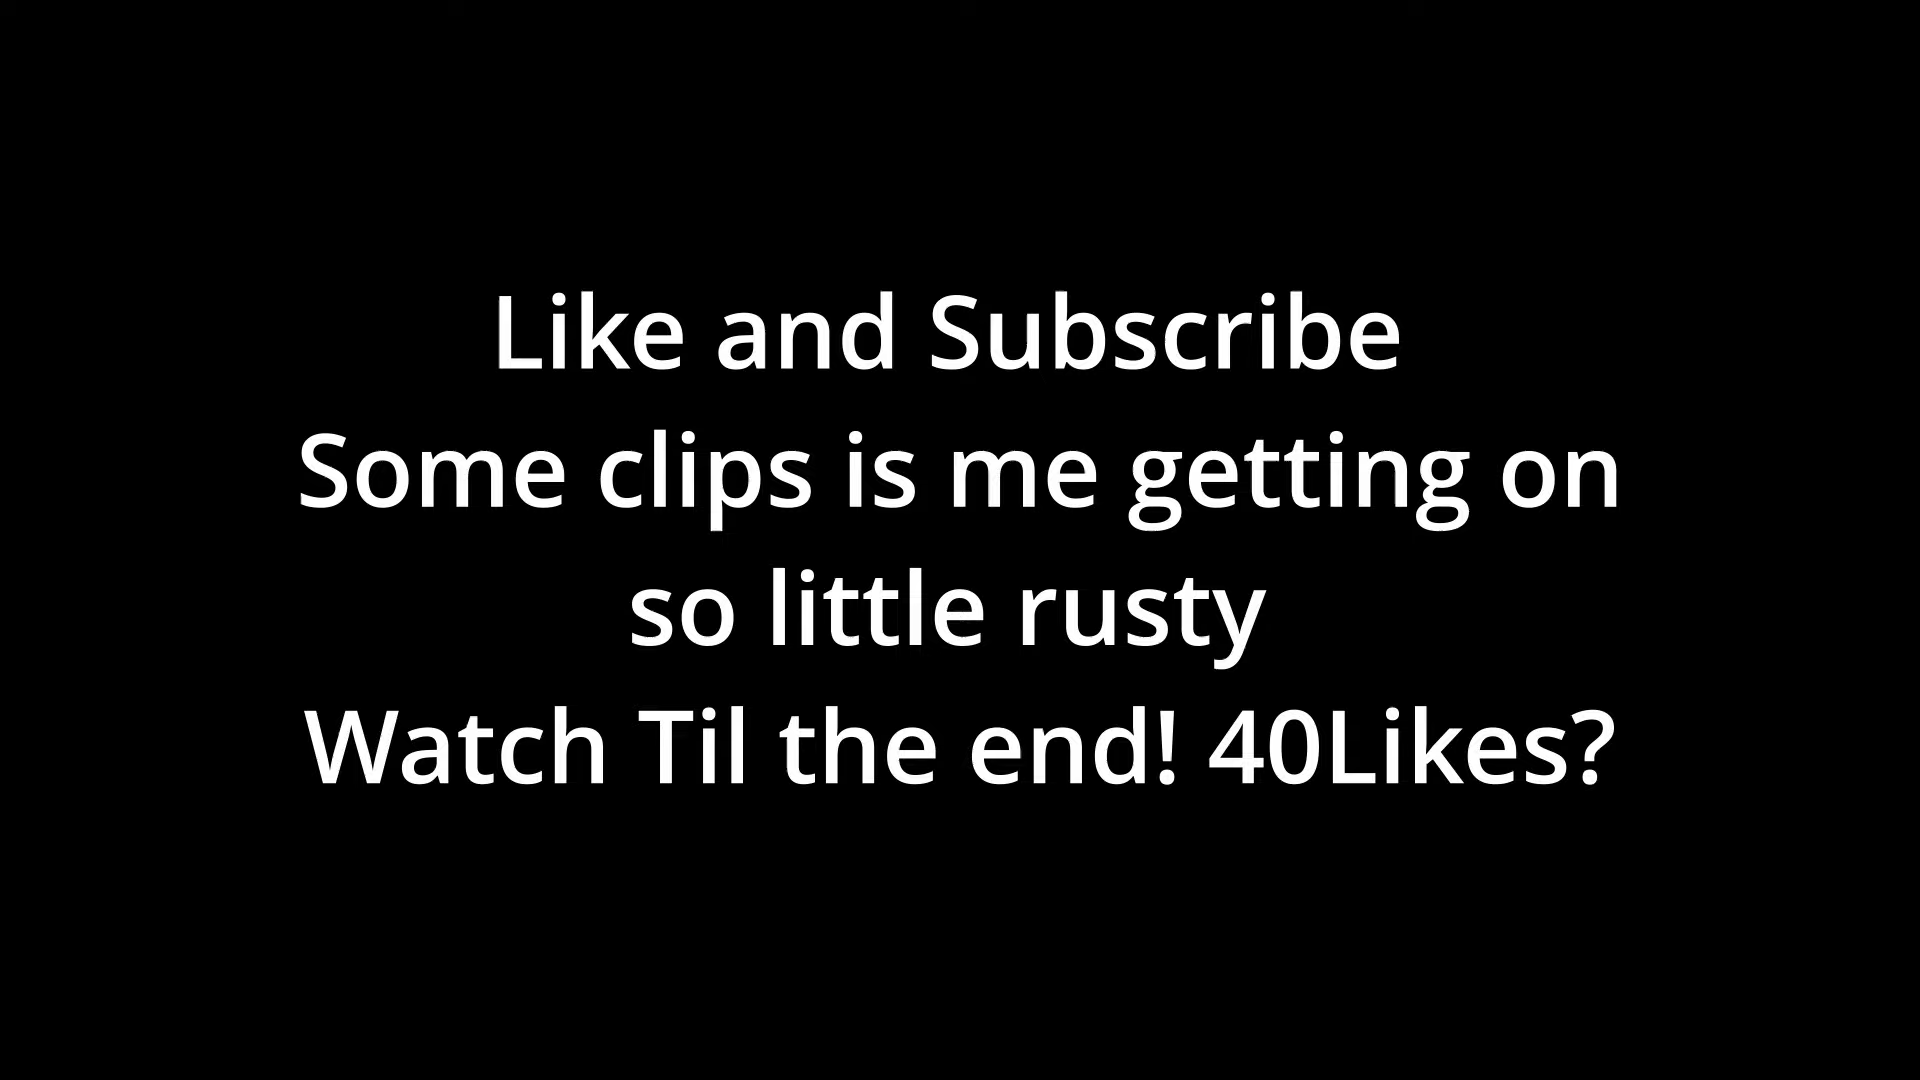 Like and Subscribe
Some clips is me getting on
so little rusty
Watch Til the end! 40Likes?